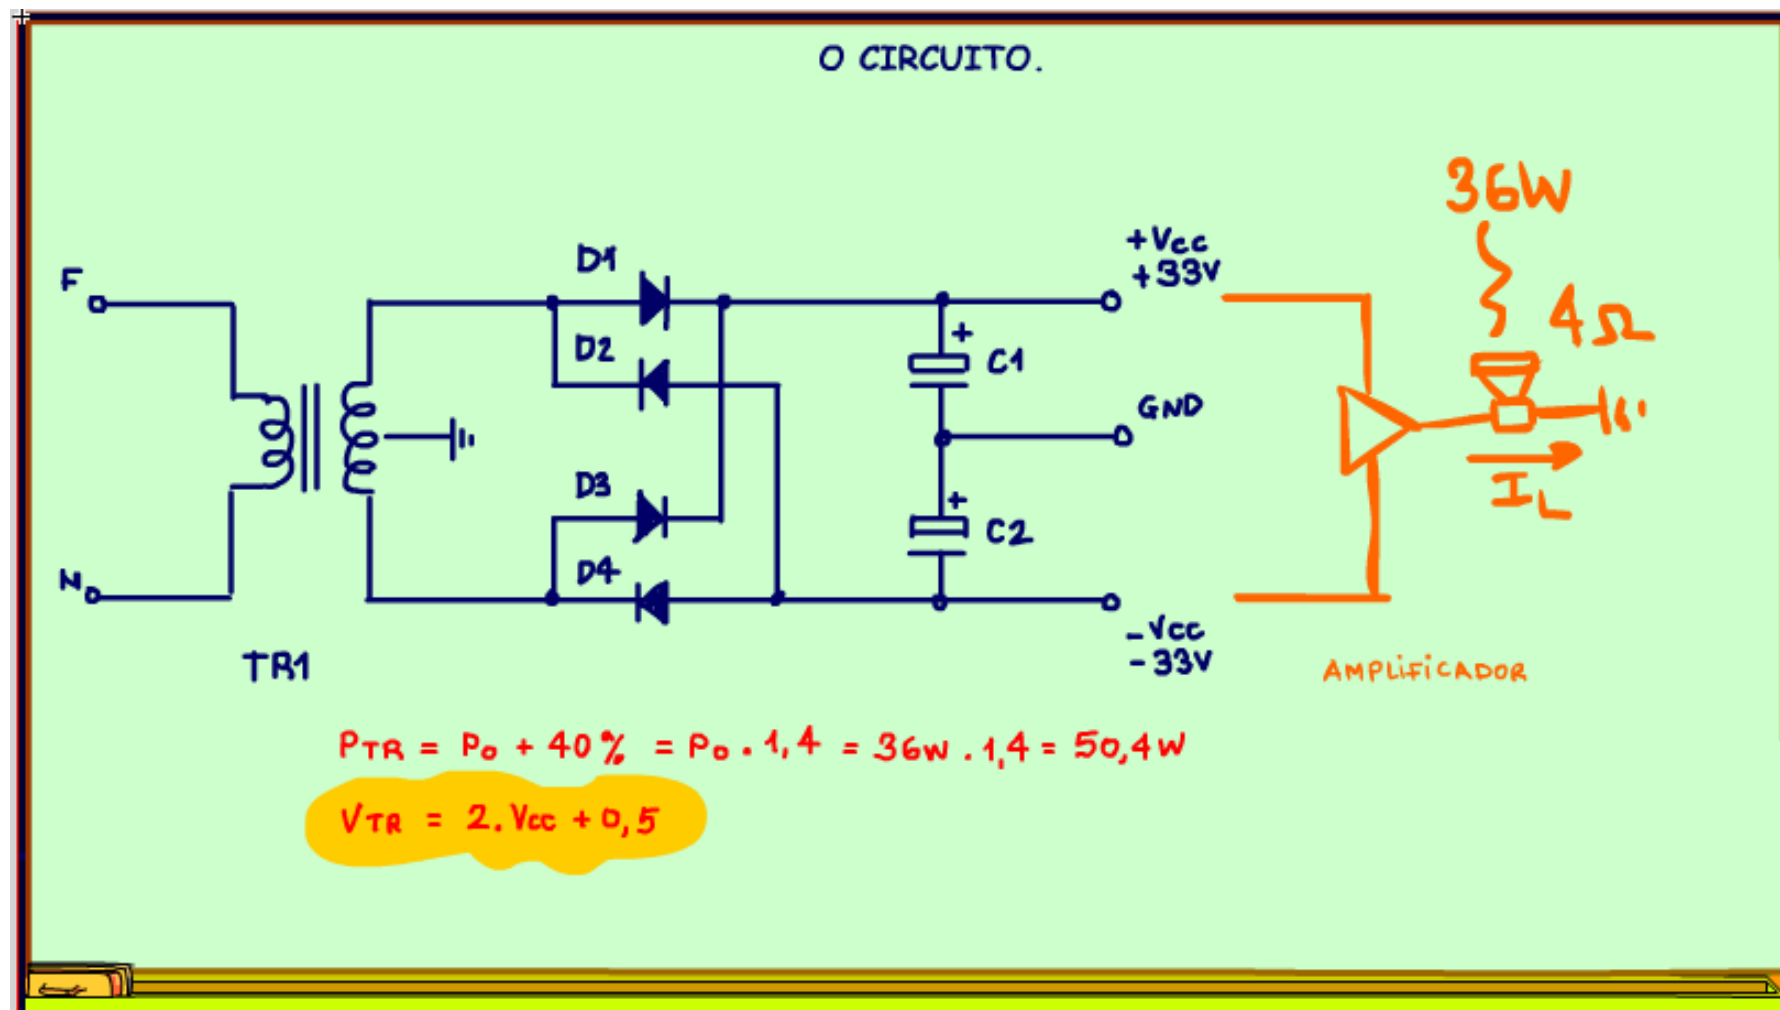 O CIRCUITO.
36W
4Ω
F
D1
+Vcc
+33V
D2
+
C1
GND
D3
+
C2
IL
N
D4
-Vcc
-33V
TR1
AMPLiFiCADOR
PTR = Po + 40% = Po . 1,4 = 36W . 1,4 = 50,4W
VTR = 2.Vcc + 0,5